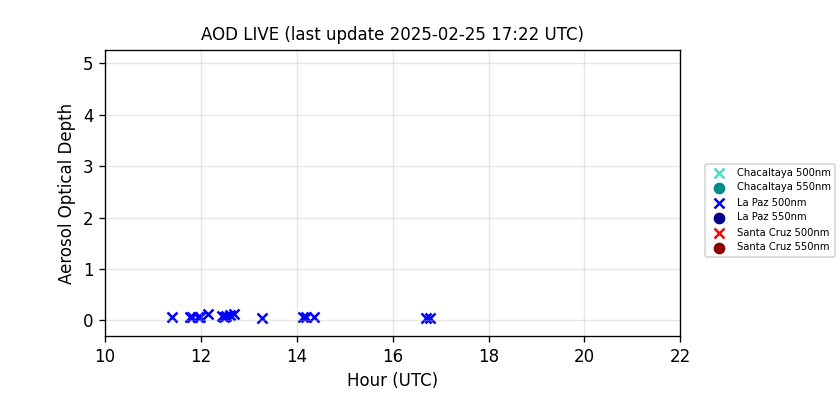 AOD LIVE (last update 2025-02-25 17:22 UTC)
Aerosol Optical Depth
5
4
3
2
1
0
10 12 14 16 18 20 22
Hour (UTC)
Chacaltaya 500nm
Chacaltaya 550nm
La Paz 500nm
La Paz 550nm
Santa Cruz 500nm
Santa Cruz 550nm